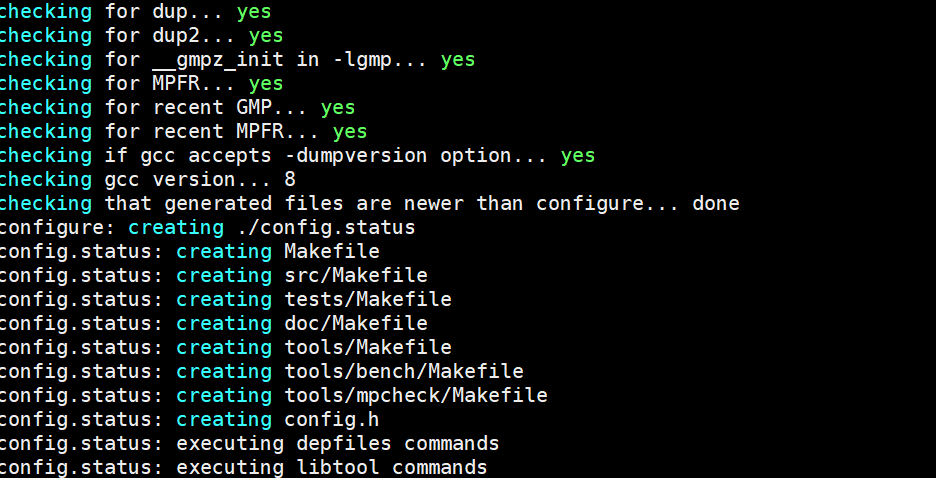 checking for dup... yes
checking for dup2... yes
checking for __gmpz_init in -lgmp... yes
checking for MPFR... yes
checking for recent GMP... yes
checking for recent MPFR... yes
checking if gcc accepts -dumpversion option... yes
checking gcc version... 8
checking that generated files are newer than configure... done
configure: creating ./config.status
config.status: creating Makefile
config.status: creating src/Makefile
config.status: creating tests/Makefile
config.status: creating doc/Makefile
config.status: creating tools/Makefile
config.status: creating tools/bench/Makefile
config.status: creating tools/mpcheck/Makefile
config.status: creating config.h
config.status: executing depfiles commands
config.status: executing libtool commands